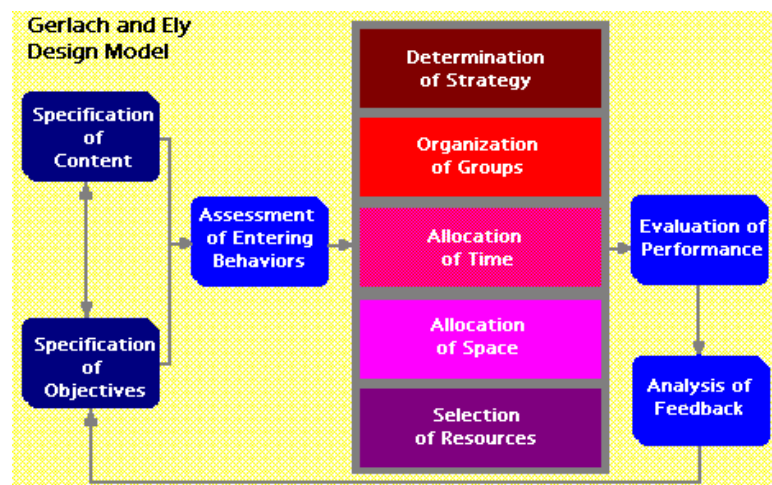 Gerlach and Ely
Design Model
Specification
of
Content
Specification
of
Objectives
Assessment
of Entering
Behaviors
Determination
of Strategy
Organization
of Groups
Allocation
of Time
Allocation
of Space
Selection
of Resources
Evaluation of
Performance
Analysis of
Feedback